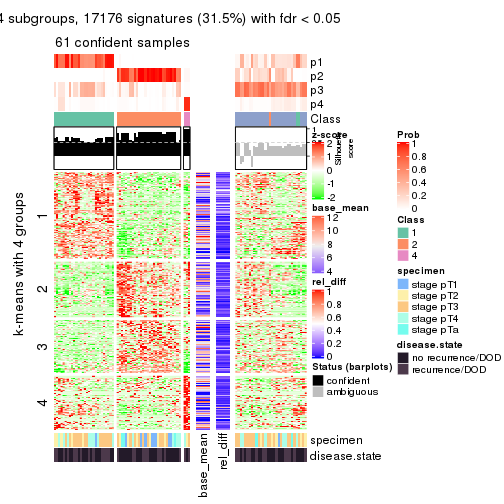 4 subgroups, 17176 signatures (31.5%) with fdr < 0.05
61 confident samples
p1
p2
p3
p4
Class
z-score
2
1
0
-1
-2
Silhouette
score
base_mean
12
10
8
6
4
rel_diff
1
0.8
0.6
0.4
0.2
0
Status (barplots)
confident
ambiguous
Prob
1
0.8
0.6
0.4
0.2
0
Class
1
2
4
specimen
stage pT1
stage pT2
stage pT3
stage pT4
stage pTa
disease.state
no recurrence/DOD
recurrence/DOD
k-means with 4 groups
1
2
3
4
specimen
disease.state
base_mean
rel_diff